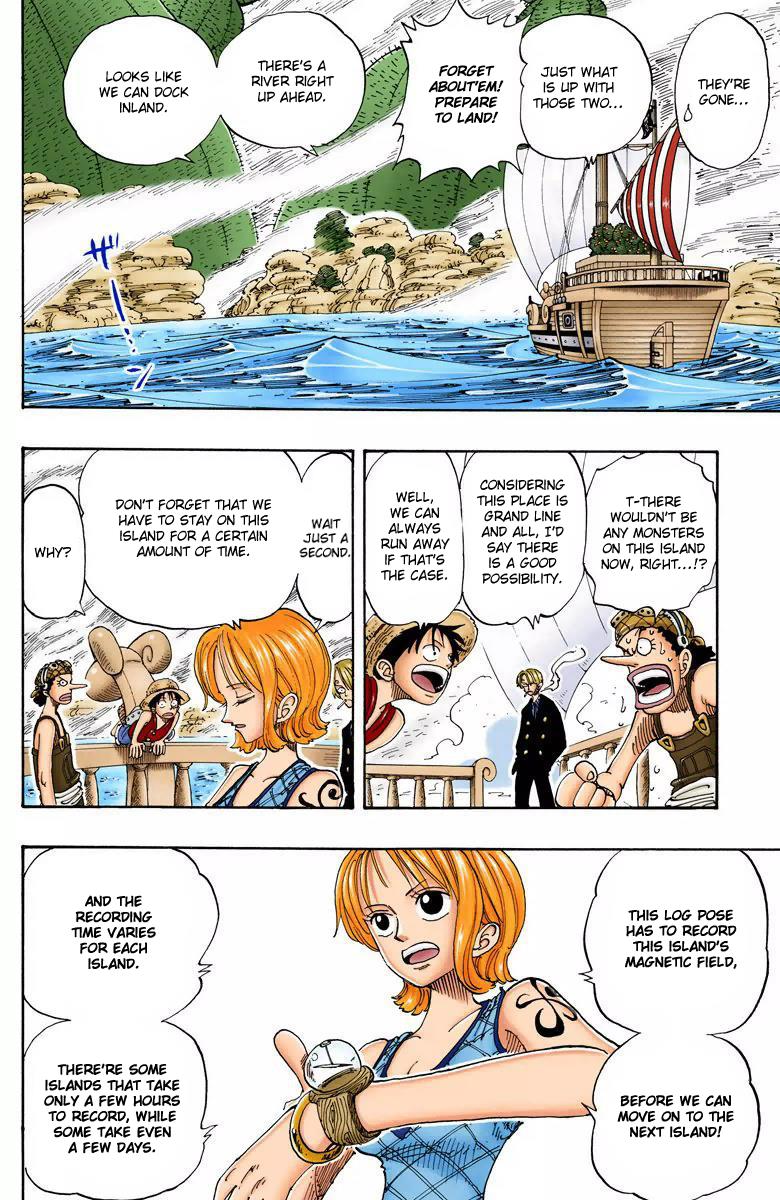 THEY'RE
GONE...
JUST WHAT
IS UP WITH
THOSE TWO...
FORGET
ABOUT'EM!
PREPARE
TO LAND!
THERE'S A
RIVER RIGHT
UP AHEAD.
LOOKS LIKE
WE CAN DOCK
INLAND.
ザザーン
T-THERE
WOULDN'T BE
ANY MONSTERS
ON THIS ISLAND
NOW, RIGHT...!?
CONSIDERING
THIS PLACE IS
GRAND LINE
AND ALL, I'D
SAY THERE
IS A GOOD
POSSIBILITY.
WELL,
WE CAN
ALWAYS
RUN AWAY
IF THAT'S
THE CASE.
WAIT
JUST A
SECOND.
DON'T FORGET THAT WE
HAVE TO STAY ON THIS
ISLAND FOR A CERTAIN
AMOUNT OF TIME.
WHY?
THIS LOG POSE
HAS TO RECORD
THIS ISLAND'S
MAGNETIC FIELD,
BEFORE WE CAN
MOVE ON TO THE
NEXT ISLAND!
AND THE
RECORDING
TIME VARIES
FOR EACH
ISLAND.
THERE'RE SOME
ISLANDS THAT TAKE
ONLY A FEW HOURS
TO RECORD, WHILE
SOME TAKE EVEN
A FEW DAYS.